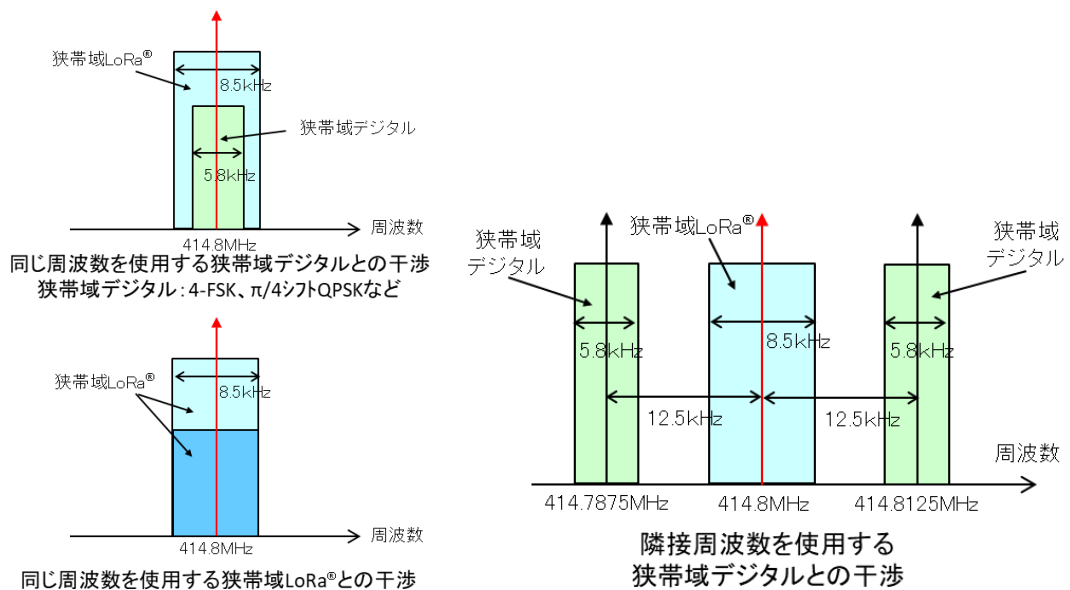 狭帯域LoRa®
8.5kHz
狭帯域デジタル
5.8kHz
周波数
414.8MHz
同じ周波数を使用する狭帯域デジタルとの干渉
狭帯域デジタル：4-FSK、π/4ｼﾌﾄQPSKなど
狭帯域LoRa®
8.5kHz
周波数
414.8MHz
同じ周波数を使用する狭帯域LoRa®との干渉
狭帯域
デジタル
狭帯域LoRa®
狭帯域
デジタル
5.8kHz
8.5kHz
5.8kHz
12.5kHz
12.5kHz
周波数
414.7875MHz
414.8MHz
414.8125MHz
隣接周波数を使用する
狭帯域デジタルとの干渉